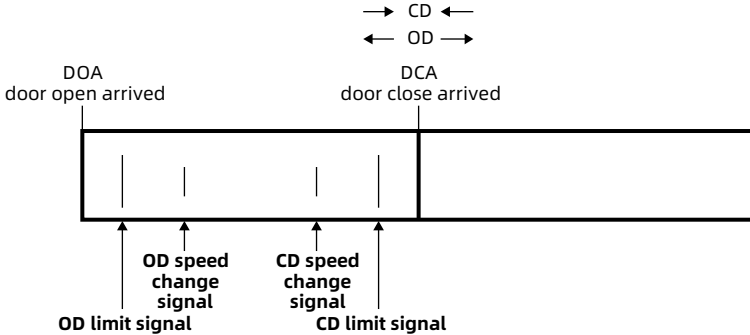 CD
OD
DOA
door open arrived
DCA
door close arrived
OD speed
change
signal
CD speed
change
signal
OD limit signal
CD limit signal